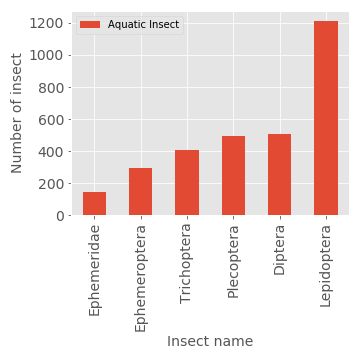 Aquatic Insect
Number of insect
1200
1000
800
600
400
200
0
Ephemeridae
Ephemeroptera
Trichoptera
Plecoptera
Diptera
Lepidoptera
Insect name